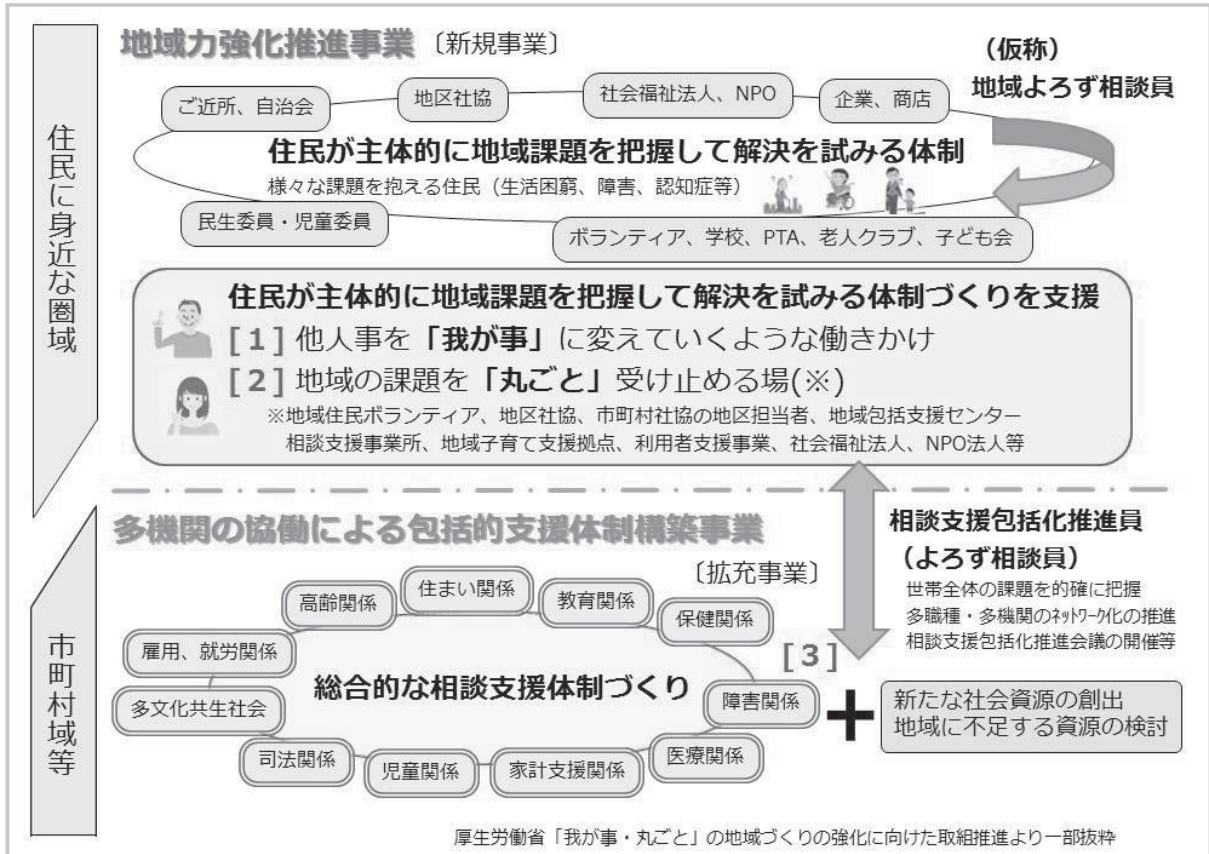 住民に身近な圏域
地域力強化推進事業〔新規事業〕
(仮称)
地域よろず相談員
ご近所、自治会
地区社協
社会福祉法人、NPO
企業、商店
住民が主体的に地域課題を把握して解決を試みる体制
様々な課題を抱える住民（生活困窮、障害、認知症等）
民生委員・児童委員
ボランティア、学校、PTA、老人クラブ、子ども会
住民が主体的に地域課題を把握して解決を試みる体制づくりを支援
[1] 他人事を「我が事」に変えていくような働きかけ
[2] 地域の課題を「丸ごと」受け止める場(※)
※地域住民ボランティア、地区社協、市町村社協の地区担当者、地域包括支援センター
相談支援事業所、地域子育て支援拠点、利用者支援事業、社会福祉法人、NPO法人等
市町村域等
多機関の協働による包括的支援体制構築事業
〔拡充事業〕
相談支援包括化推進員
（よろず相談員）
世帯全体の課題を的確に把握
多職種・多機関のﾈｯﾄﾜｰｸ化の推進
相談支援包括化推進会議の開催等
[3]
高齢関係
住まい関係
教育関係
保健関係
雇用、就労関係
総合的な相談支援体制づくり
多文化共生社会
障害関係
司法関係
児童関係
家計支援関係
医療関係
+
新たな社会資源の創出
地域に不足する資源の検討
厚生労働省「我が事・丸ごと」の地域づくりの強化に向けた取組推進より一部抜粋